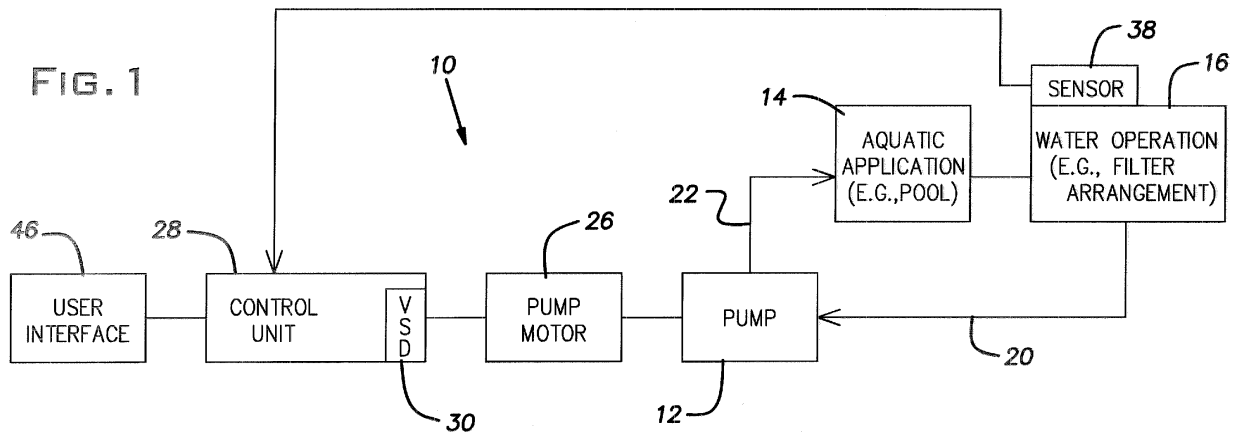 FIG. 1
10
38
SENSOR
16
14
AQUATIC
APPLICATION
(E.G.,POOL)
WATER OPERATION
(E.G., FILTER
ARRANGEMENT)
22
46
28
26
USER
INTERFACE
CONTROL
UNIT
V
S
D
PUMP
MOTOR
PUMP
20
30
12